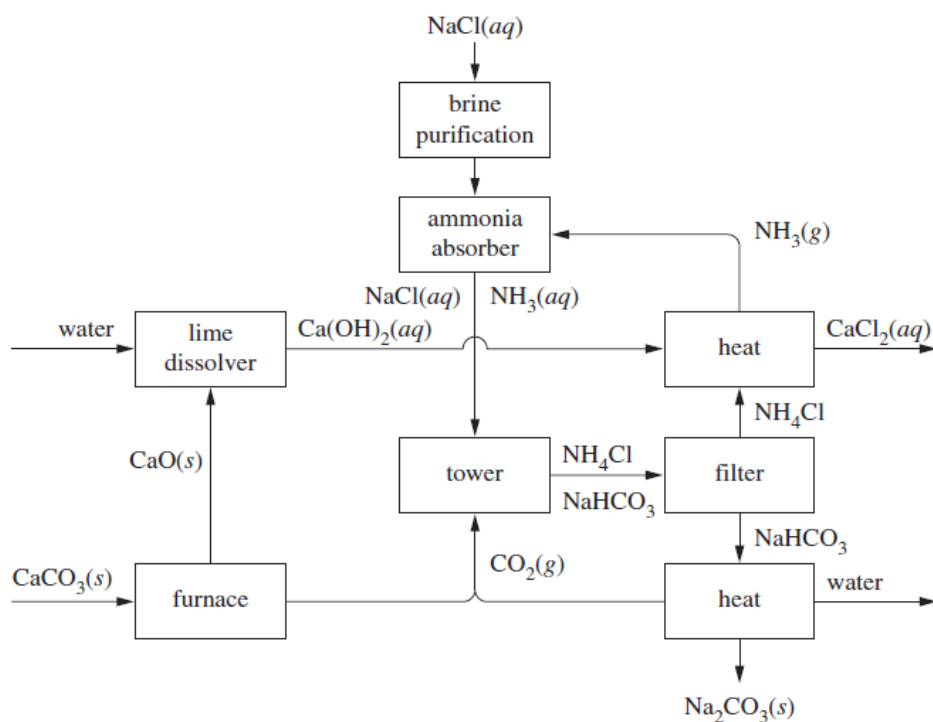 NaCl(aq)
brine
purification
ammonia
absorber
NH₃(g)
NaCl(aq) NH₃(aq)
water
lime
dissolver
Ca(OH)₂(aq)
heat
CaCl₂(aq)
NH₄Cl
CaO(s)
tower
NH₄Cl
NaHCO₃
filter
NaHCO₃
CaCO₃(s)
furnace
CO₂(g)
heat
water
Na₂CO₃(s)